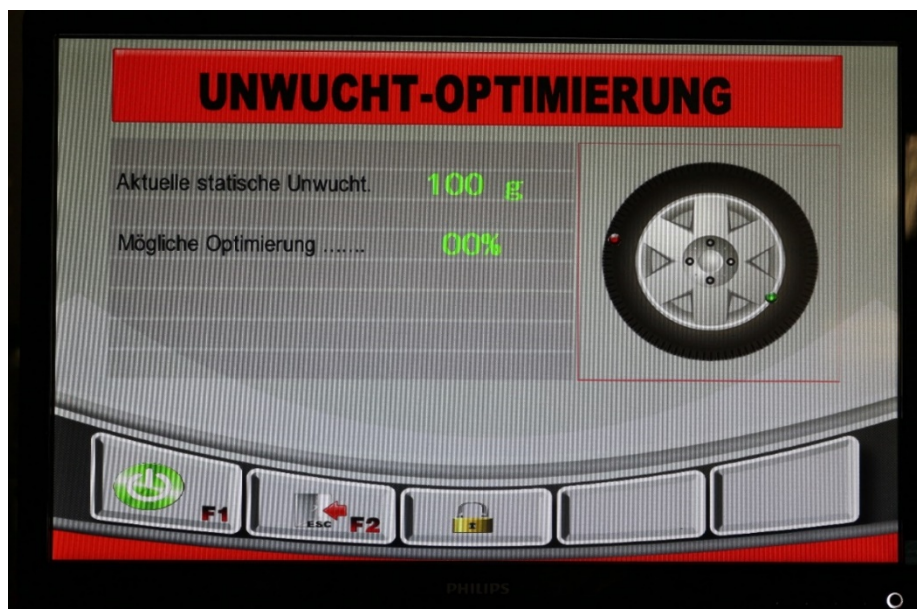 UNWUCHT-OPTIMIERUNG
Aktuelle statische Unwucht. 100 g
Mögliche Optimierung ....... 00%
F1
ESC F2
PHILIPS